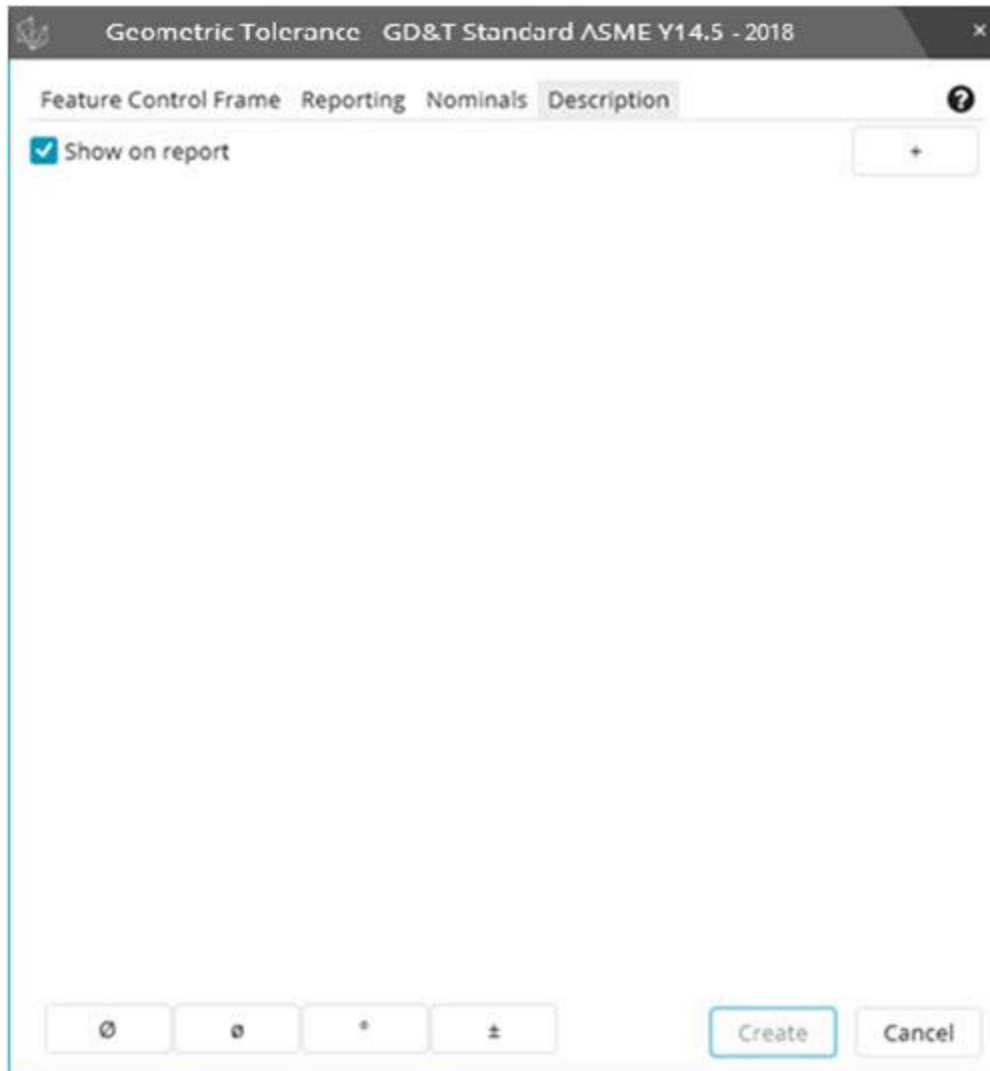 Geometric Tolerance GD&T Standard ASME Y14.5 - 2018 ×
Feature Control Frame Reporting Nominals Description ?
Show on report +
Ø ø ° ± Create Cancel